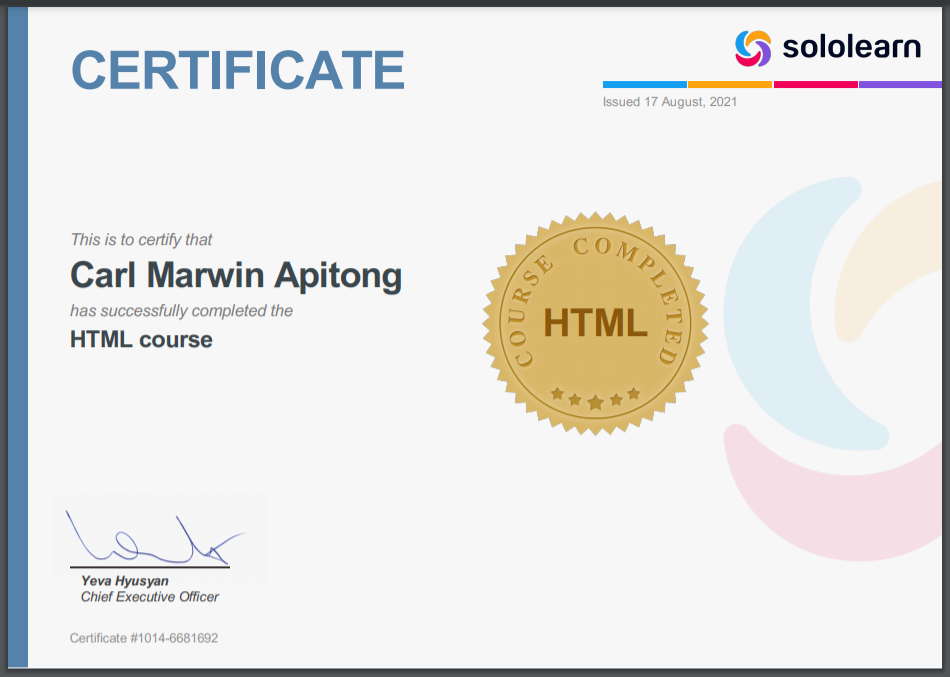 CERTIFICATE
sololearn
Issued 17 August, 2021
This is to certify that
Carl Marwin Apitong
has successfully completed the
HTML course
COURSE COMPLETED
HTML
Yeva Hyusyan
Chief Executive Officer
Certificate #1014-6681692